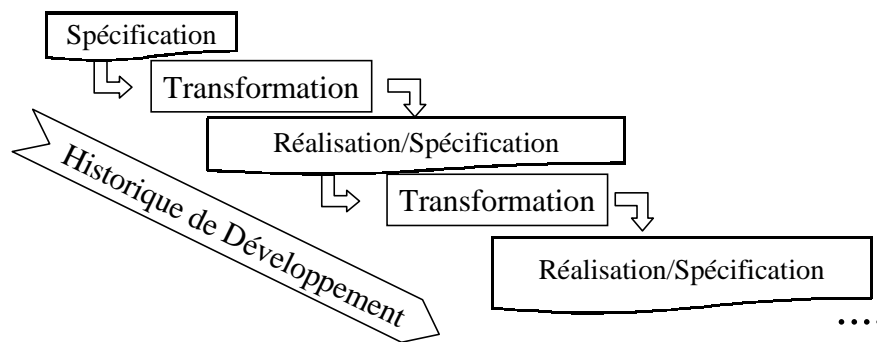 Spécification
Transformation
Réalisation/Spécification
Transformation
Historique de Développement
Réalisation/Spécification
....